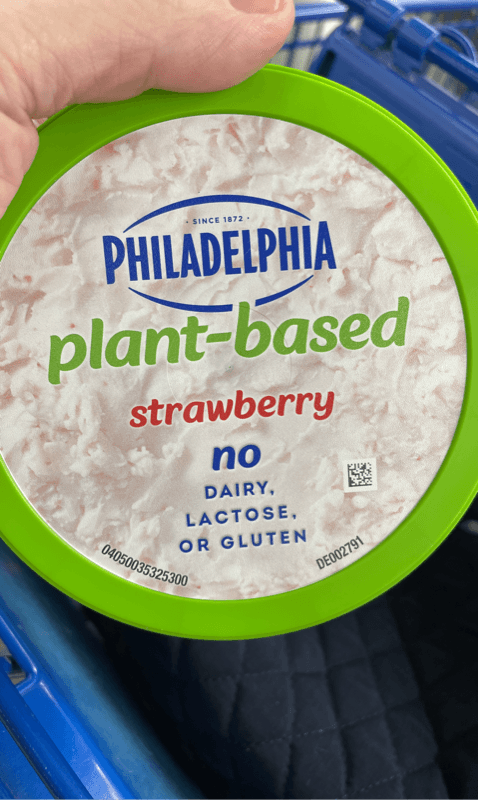 · SINCE 1872 ·
PHILADELPHIA
plant-based
strawberry
no
DAIRY,
LACTOSE,
OR GLUTEN
04050035325300
DE002791